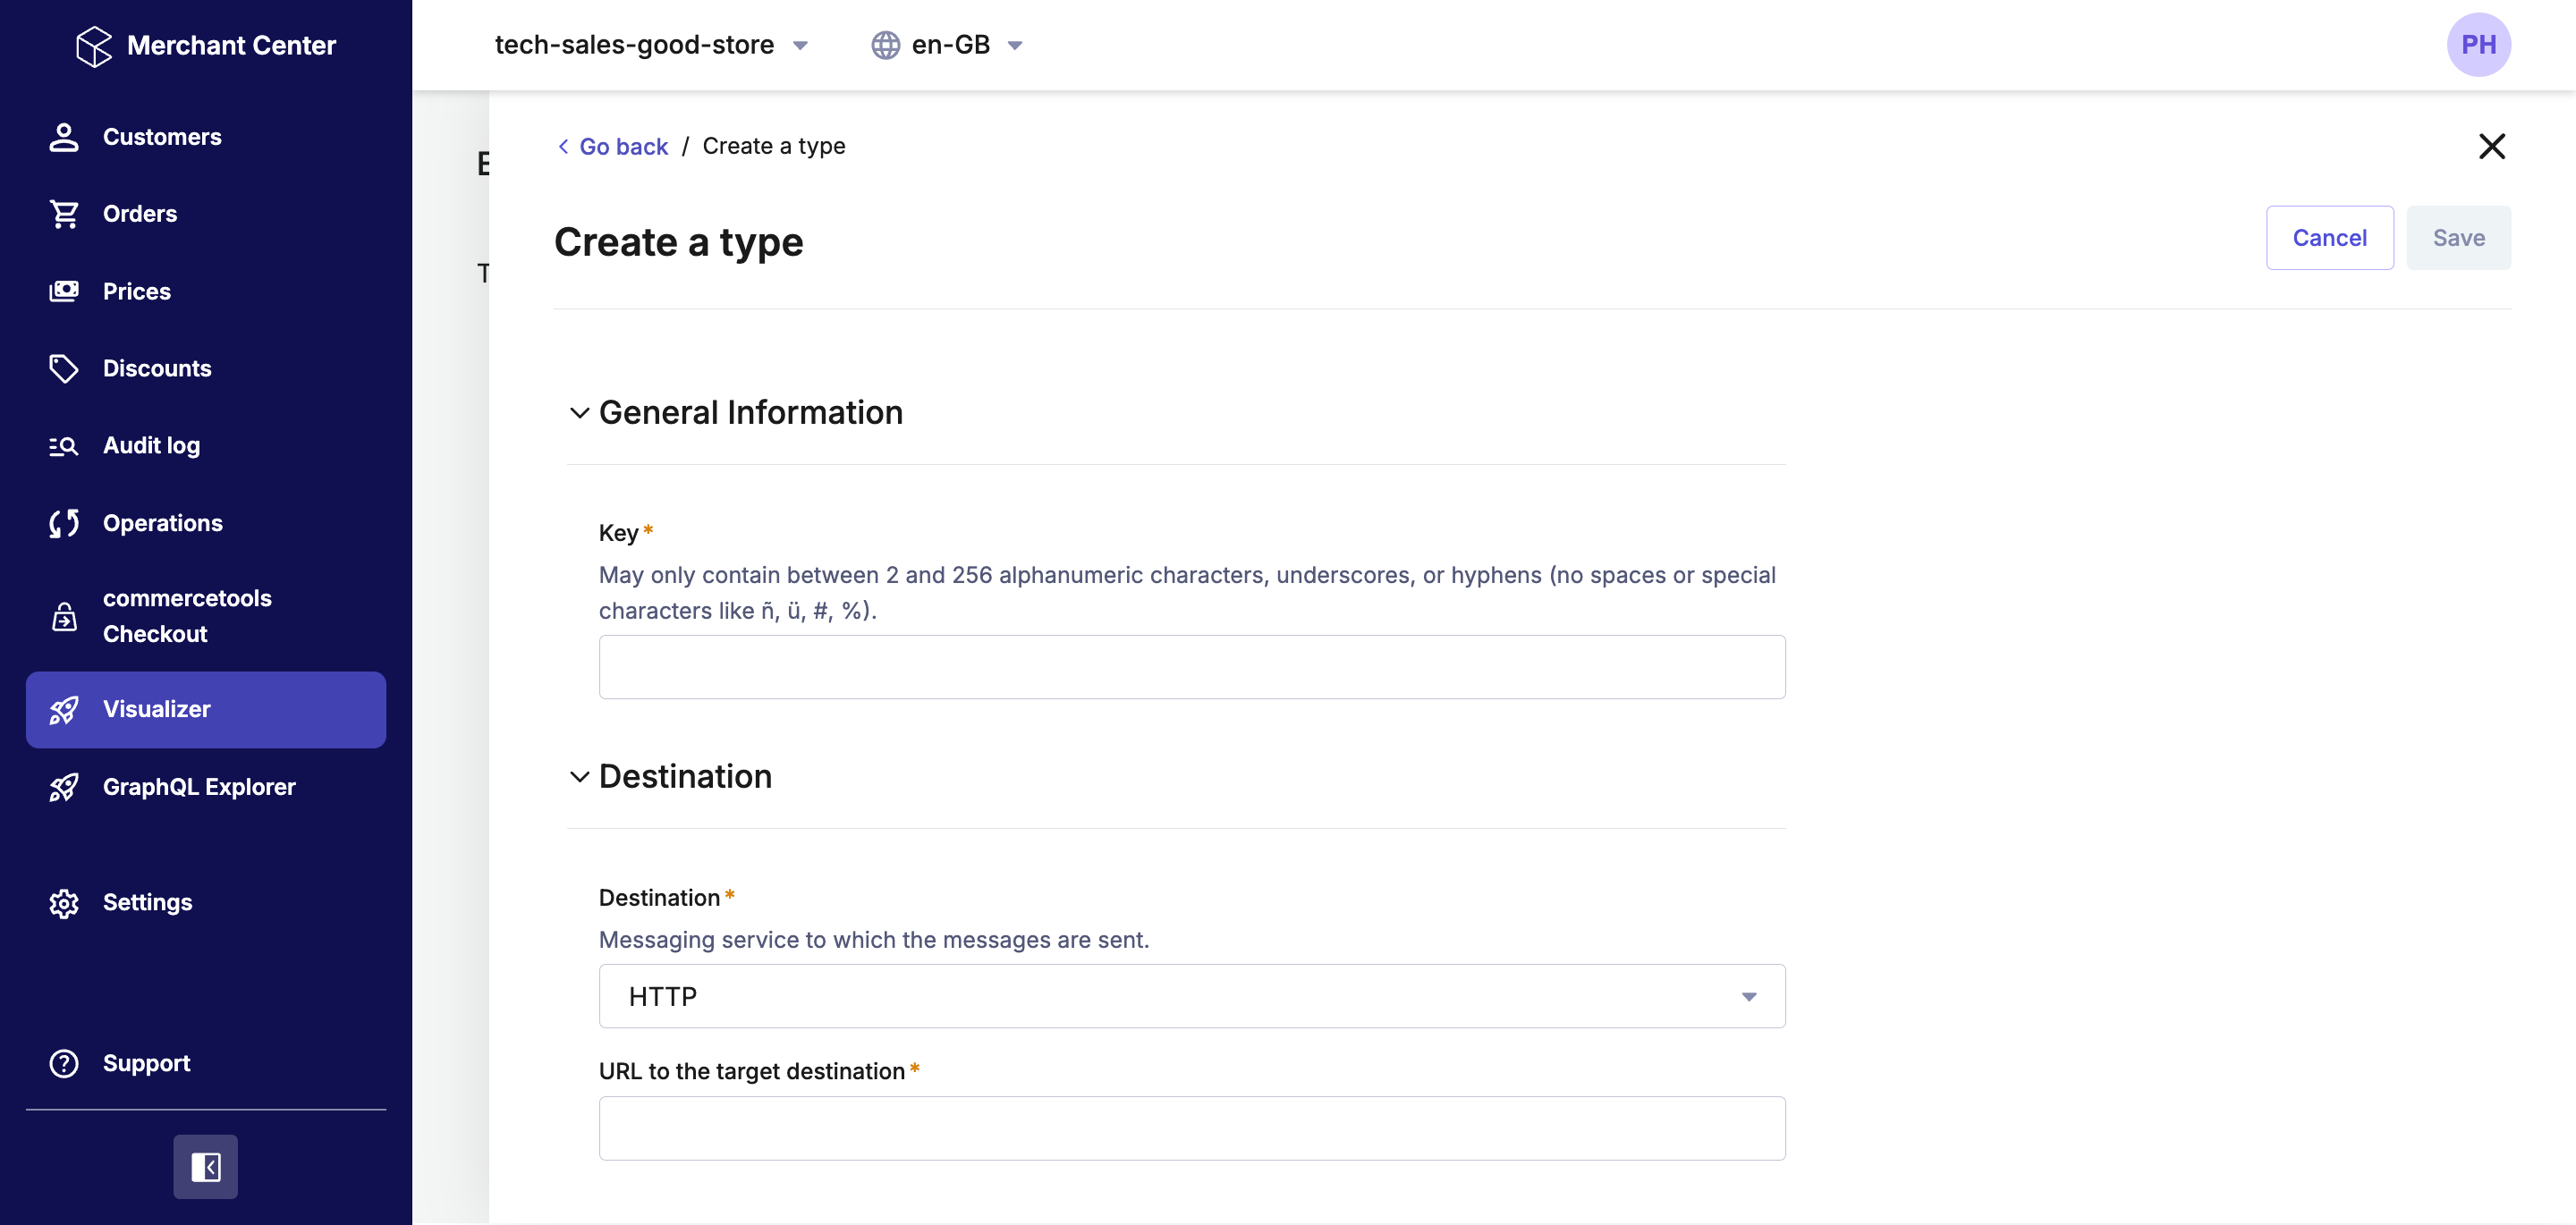 Merchant Center
tech-sales-good-store
en-GB
PH
Customers
Orders
Prices
Discounts
Audit log
Operations
commercetools
Checkout
Visualizer
GraphQL Explorer
Settings
Support
Go back / Create a type
Create a type
Cancel
Save
General Information
Key*
May only contain between 2 and 256 alphanumeric characters, underscores, or hyphens (no spaces or special
characters like ñ, ü, #, %).
Destination
Destination*
Messaging service to which the messages are sent.
HTTP
URL to the target destination*